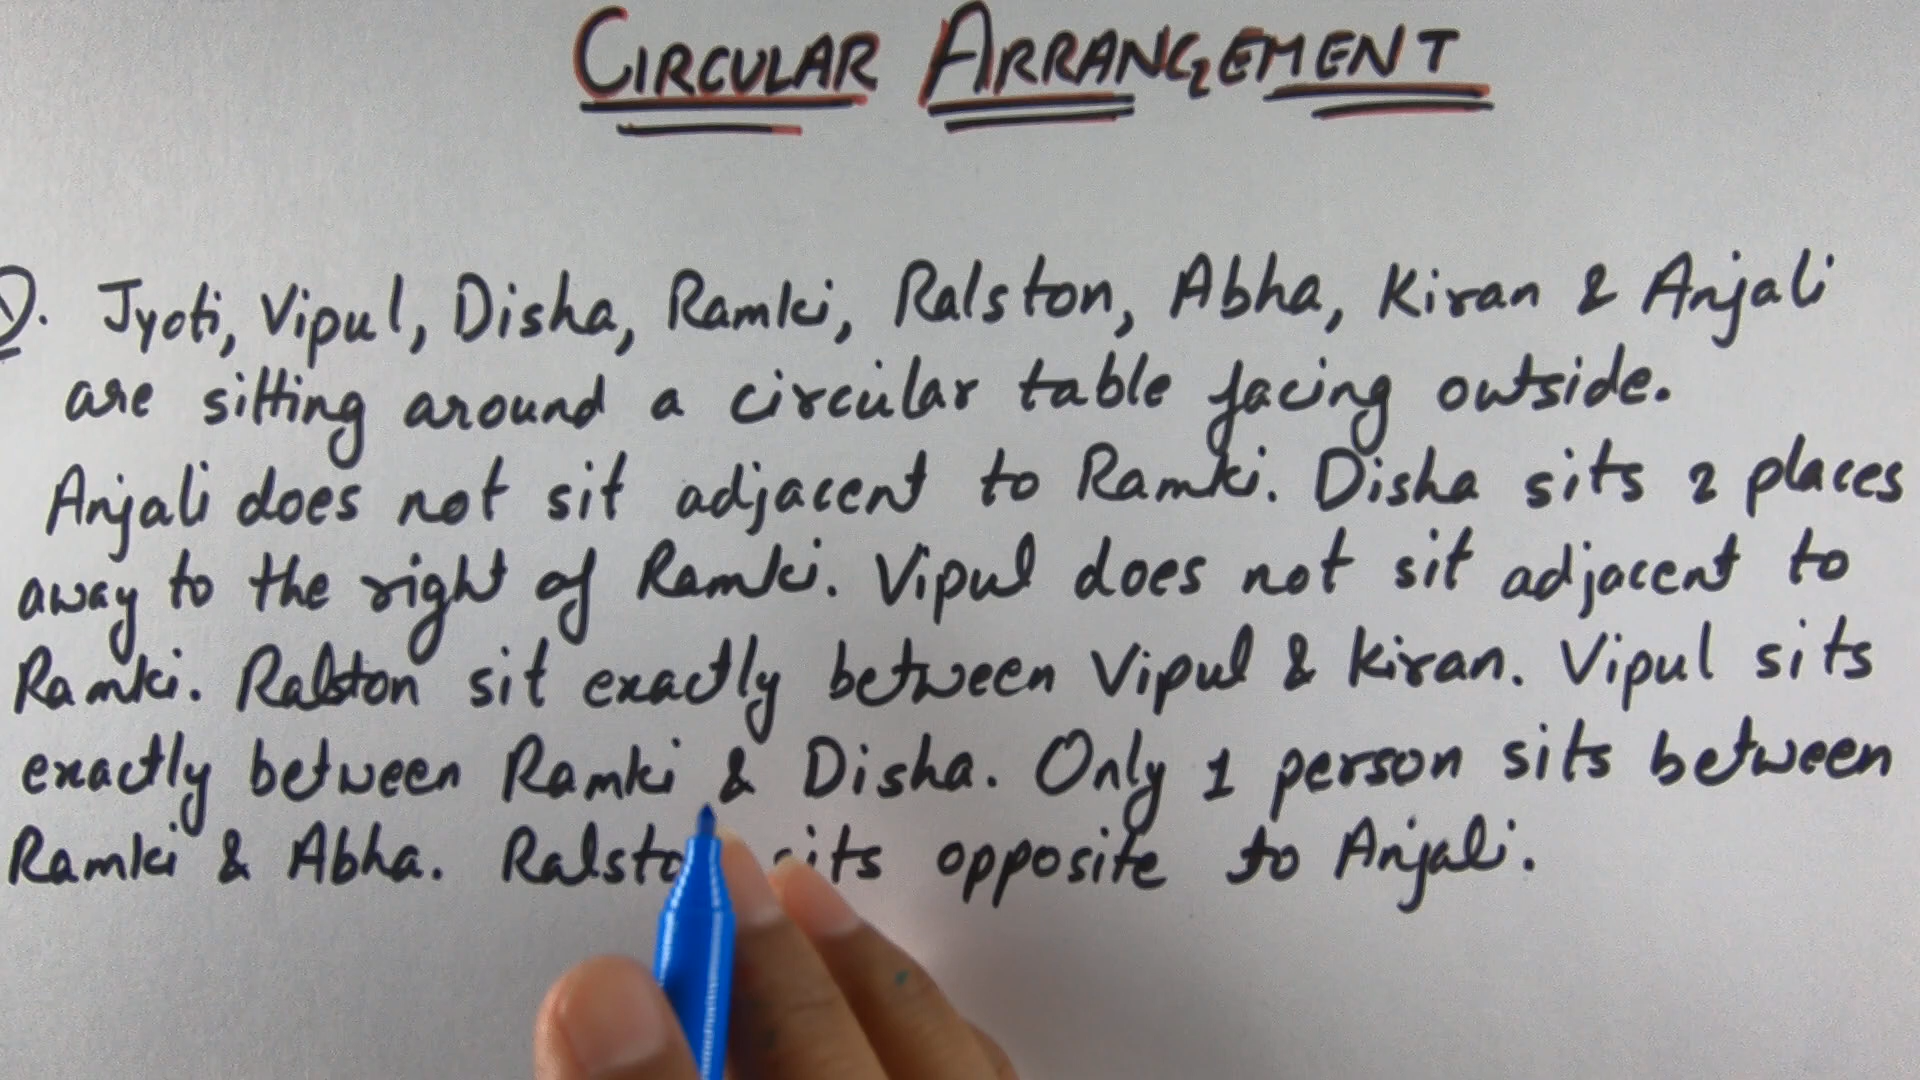 CIRCULAR ARRANGEMENT
Q. Jyoti, Vipul, Disha, Ramki, Ralston, Abha, Kiran & Anjali
are sitting around a circular table facing outside.
Anjali does not sit adjacent to Ramki. Disha sits 2 places
away to the right of Ramki. Vipul does not sit adjacent to
Ramki. Ralston sit exactly between Vipul & Kiran. Vipul sits
exactly between Ramki & Disha. Only 1 person sits between
Ramki & Abha. sits opposite to Anjali.